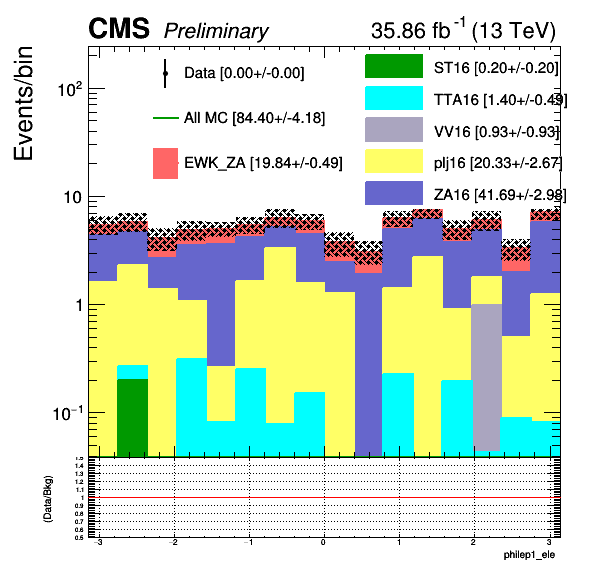 CMS Preliminary 35.86 fb⁻¹ (13 TeV)
Events/bin
Data [0.00+/-0.00]
All MC [84.40+/-4.18]
EWK_ZA [19.84+/-0.49]
ST16 [0.20+/-0.20]
TTA16 [1.40+/-0.49]
VV16 [0.93+/-0.93]
plj16 [20.33+/-2.67]
ZA16 [41.69+/-2.98]
10²
10
1
10⁻¹
(Data/Bkg)
1.5
1.4
1.3
1.2
1.1
1
0.9
0.8
0.7
0.6
0.5
−3 −2 −1 0 1 2 3
philep1_ele